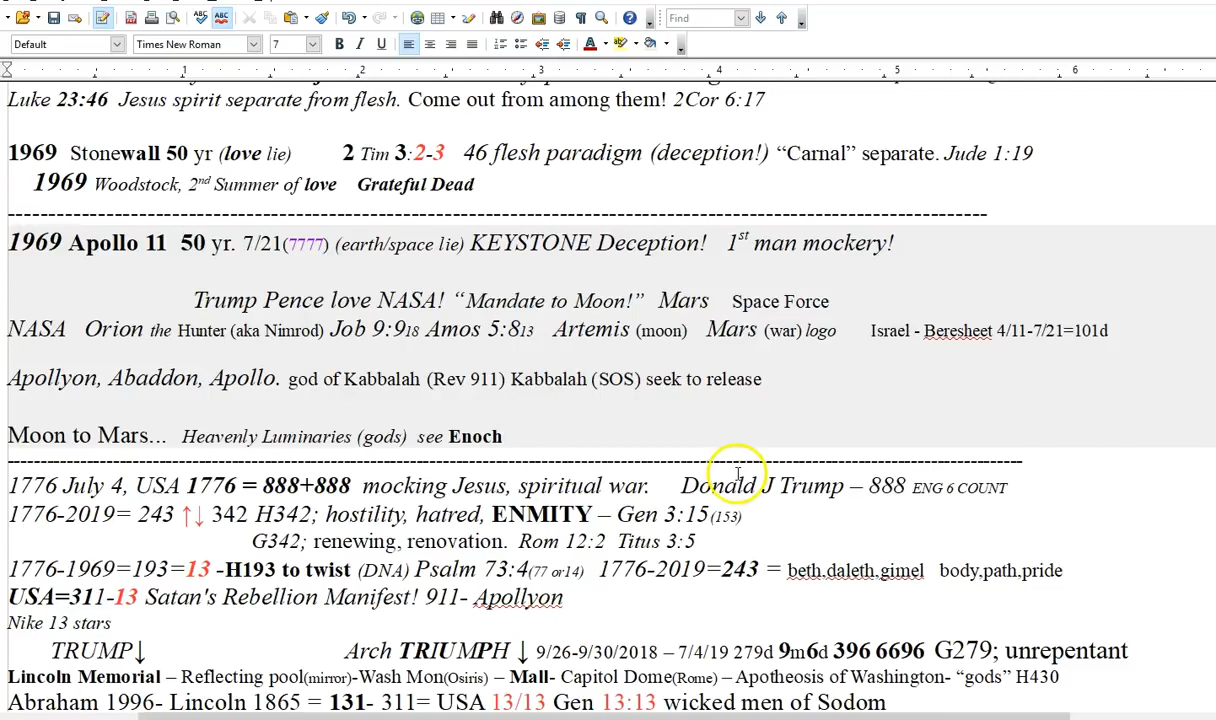 Default Times New Roman 7 Find
1 2 3 4 5 6
Luke 23:46 Jesus spirit separate from flesh. Come out from among them! 2Cor 6:17
1969 Stonewall 50 yr (love lie) 2 Tim 3:2-3 46 flesh paradigm (deception!) “Carnal” separate. Jude 1:19
1969 Woodstock, 2nd Summer of love Grateful Dead
1969 Apollo 11 50 yr. 7/21(7777) (earth/space lie) KEYSTONE Deception! 1st man mockery!
Trump Pence love NASA! “Mandate to Moon!” Mars Space Force
NASA Orion the Hunter (aka Nimrod) Job 9:918 Amos 5:813 Artemis (moon) Mars (war) logo Israel - Beresheet 4/11-7/21=101d
Apollyon, Abaddon, Apollo. god of Kabbalah (Rev 911) Kabbalah (SOS) seek to release
Moon to Mars... Heavenly Luminaries (gods) see Enoch
1776 July 4, USA 1776 = 888+888 mocking Jesus, spiritual war. Donald J Trump – 888 ENG 6 COUNT
1776-2019= 243 ↑↓ 342 H342; hostility, hatred, ENMITY – Gen 3:15(153)
G342; renewing, renovation. Rom 12:2 Titus 3:5
1776-1969=193=13 -H193 to twist (DNA) Psalm 73:4(77 or14) 1776-2019=243 = beth,daleth,gimel body,path,pride
USA=311-13 Satan's Rebellion Manifest! 911- Apollyon
Nike 13 stars
TRUMP↓ Arch TRIUMPH ↓ 9/26-9/30/2018 – 7/4/19 279d 9m6d 396 6696 G279; unrepentant
Lincoln Memorial – Reflecting pool(mirror)-Wash Mon(Osiris) – Mall- Capitol Dome(Rome) – Apotheosis of Washington- “gods” H430
Abraham 1996- Lincoln 1865 = 131- 311= USA 13/13 Gen 13:13 wicked men of Sodom